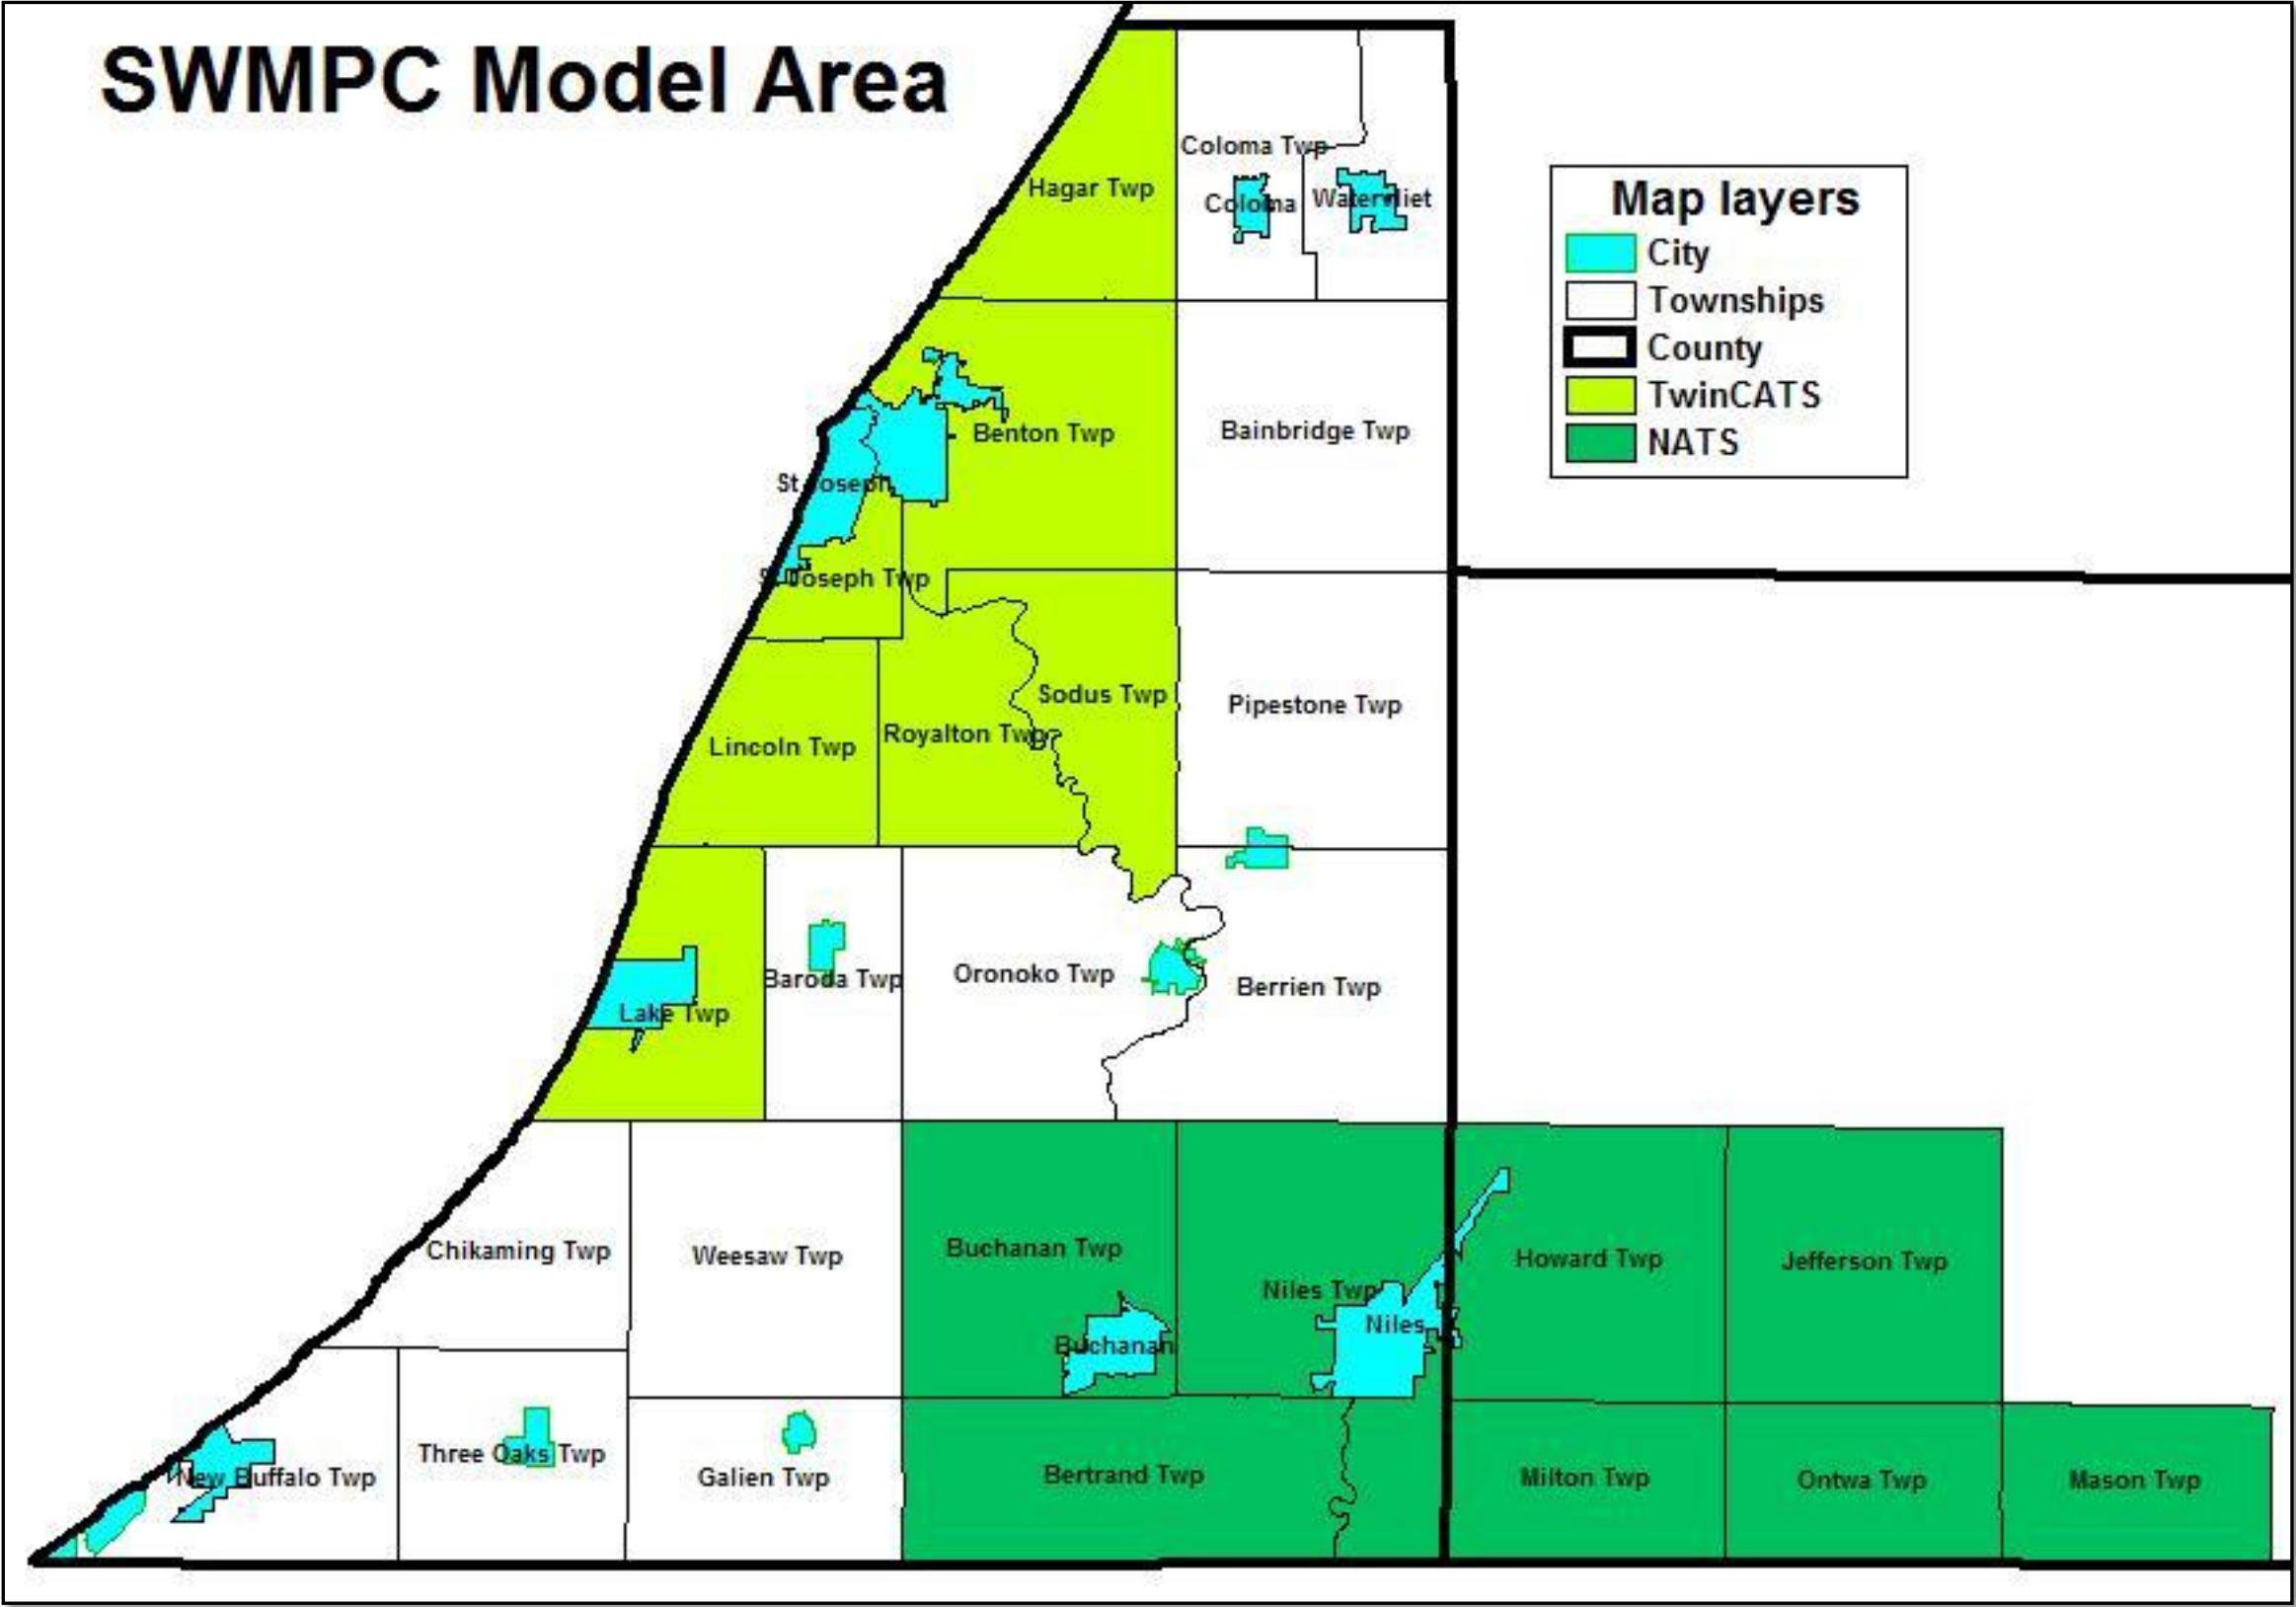 SWMPC Model Area
Coloma Twp
Hagar Twp
Coloma
Watervliet
Map layers
City
Townships
County
TwinCATS
NATS
Benton Twp
Bainbridge Twp
St Joseph
St Joseph Twp
Sodus Twp
Pipestone Twp
Royalton Twp
Lincoln Twp
Baroda Twp
Oronoko Twp
Berrien Twp
Lake Twp
Chikaming Twp
Weesaw Twp
Buchanan Twp
Howard Twp
Jefferson Twp
Niles Twp
Niles
Buchanan
Three Oaks Twp
New Buffalo Twp
Galien Twp
Bertrand Twp
Milton Twp
Ontwa Twp
Mason Twp